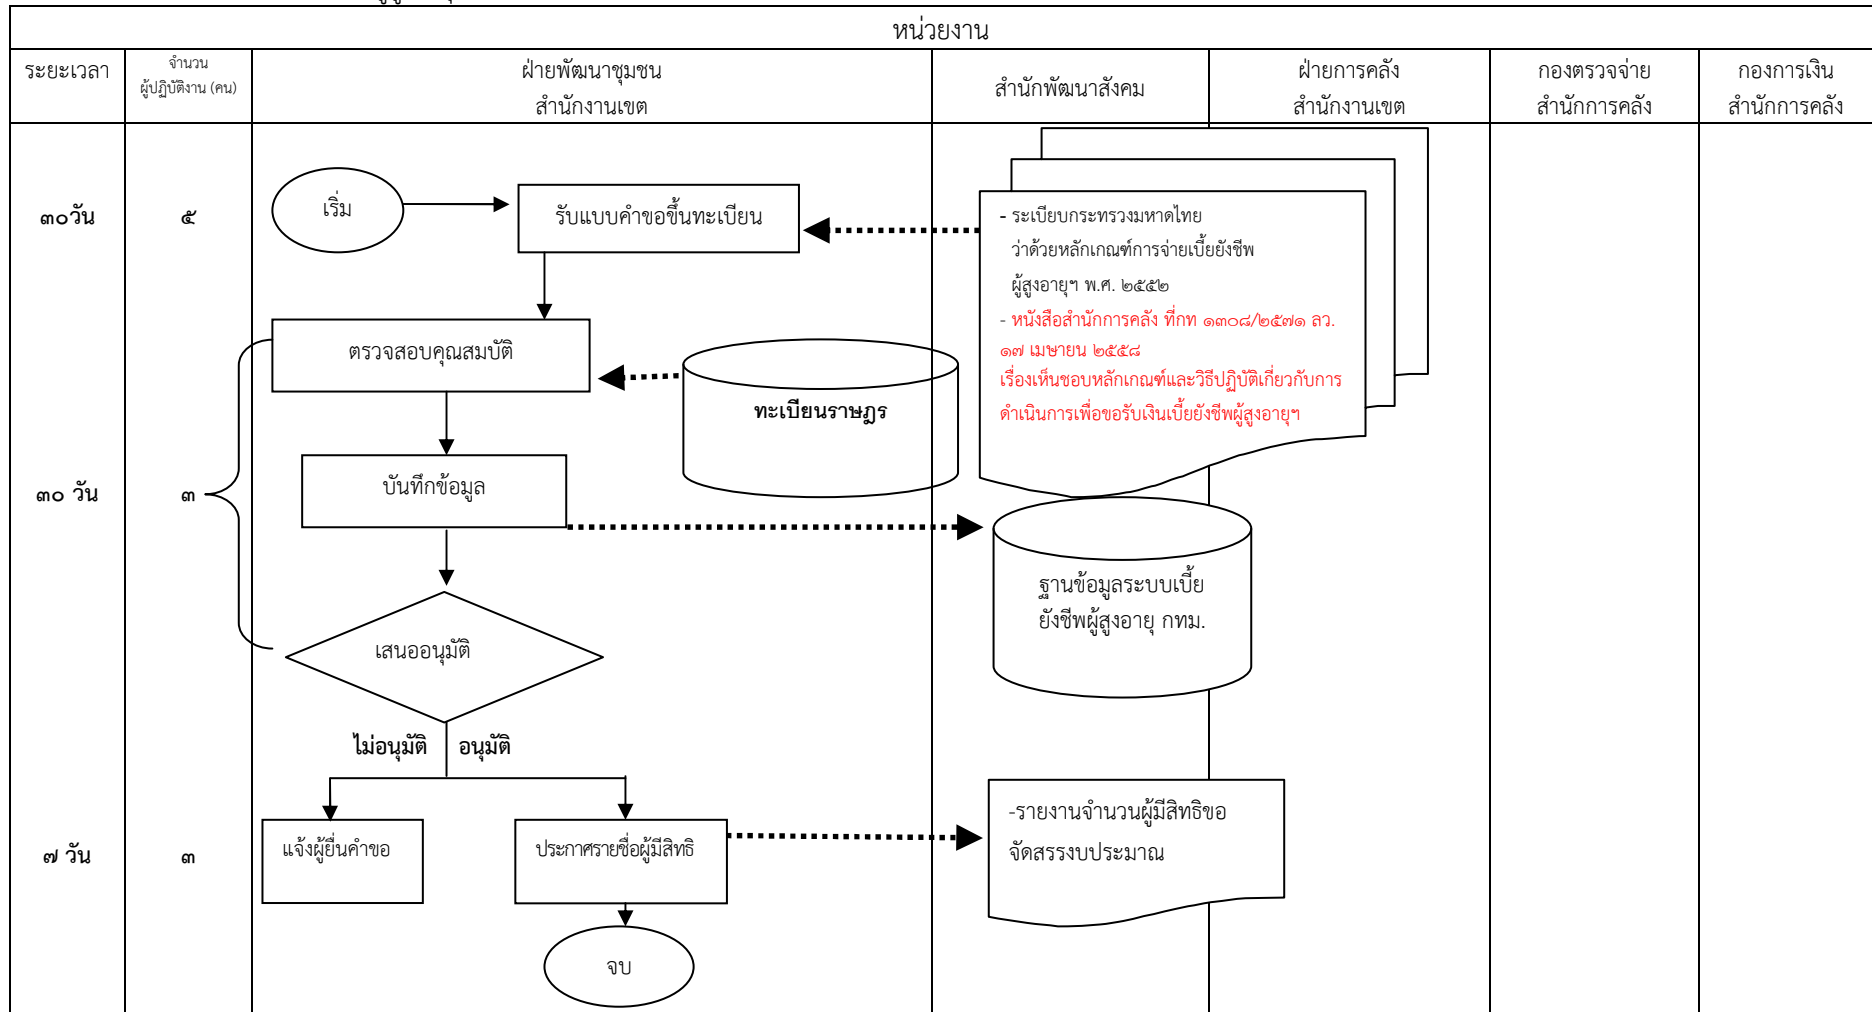 หน่วยงาน
ระยะเวลา
จำนวน
ผู้ปฏิบัติงาน (คน)
ฝ่ายพัฒนาชุมชน
สำนักงานเขต
สำนักพัฒนาสังคม
ฝ่ายการคลัง
สำนักงานเขต
กองตรวจจ่าย
สำนักการคลัง
กองการเงิน
สำนักการคลัง
๓๐วัน
๕
เริ่ม
รับแบบคำขอขึ้นทะเบียน
- ระเบียบกระทรวงมหาดไทย
ว่าด้วยหลักเกณฑ์การจ่ายเบี้ยยังชีพ
ผู้สูงอายุฯ พ.ศ. ๒๕๕๒
- หนังสือสำนักการคลัง ที่กท ๑๓๐๘/๒๕๗๑ ลว.
๑๗ เมษายน ๒๕๕๘
เรื่องเห็นชอบหลักเกณฑ์และวิธีปฏิบัติเกี่ยวกับการ
ดำเนินการเพื่อขอรับเงินเบี้ยยังชีพผู้สูงอายุฯ
ตรวจสอบคุณสมบัติ
ทะเบียนราษฎร
๓๐ วัน
๓
บันทึกข้อมูล
ฐานข้อมูลระบบเบี้ย
ยังชีพผู้สูงอายุ กทม.
เสนออนุมัติ
ไม่อนุมัติ
อนุมัติ
๗ วัน
๓
แจ้งผู้ยื่นคำขอ
ประกาศรายชื่อผู้มีสิทธิ
-รายงานจำนวนผู้มีสิทธิขอ
จัดสรรงบประมาณ
จบ